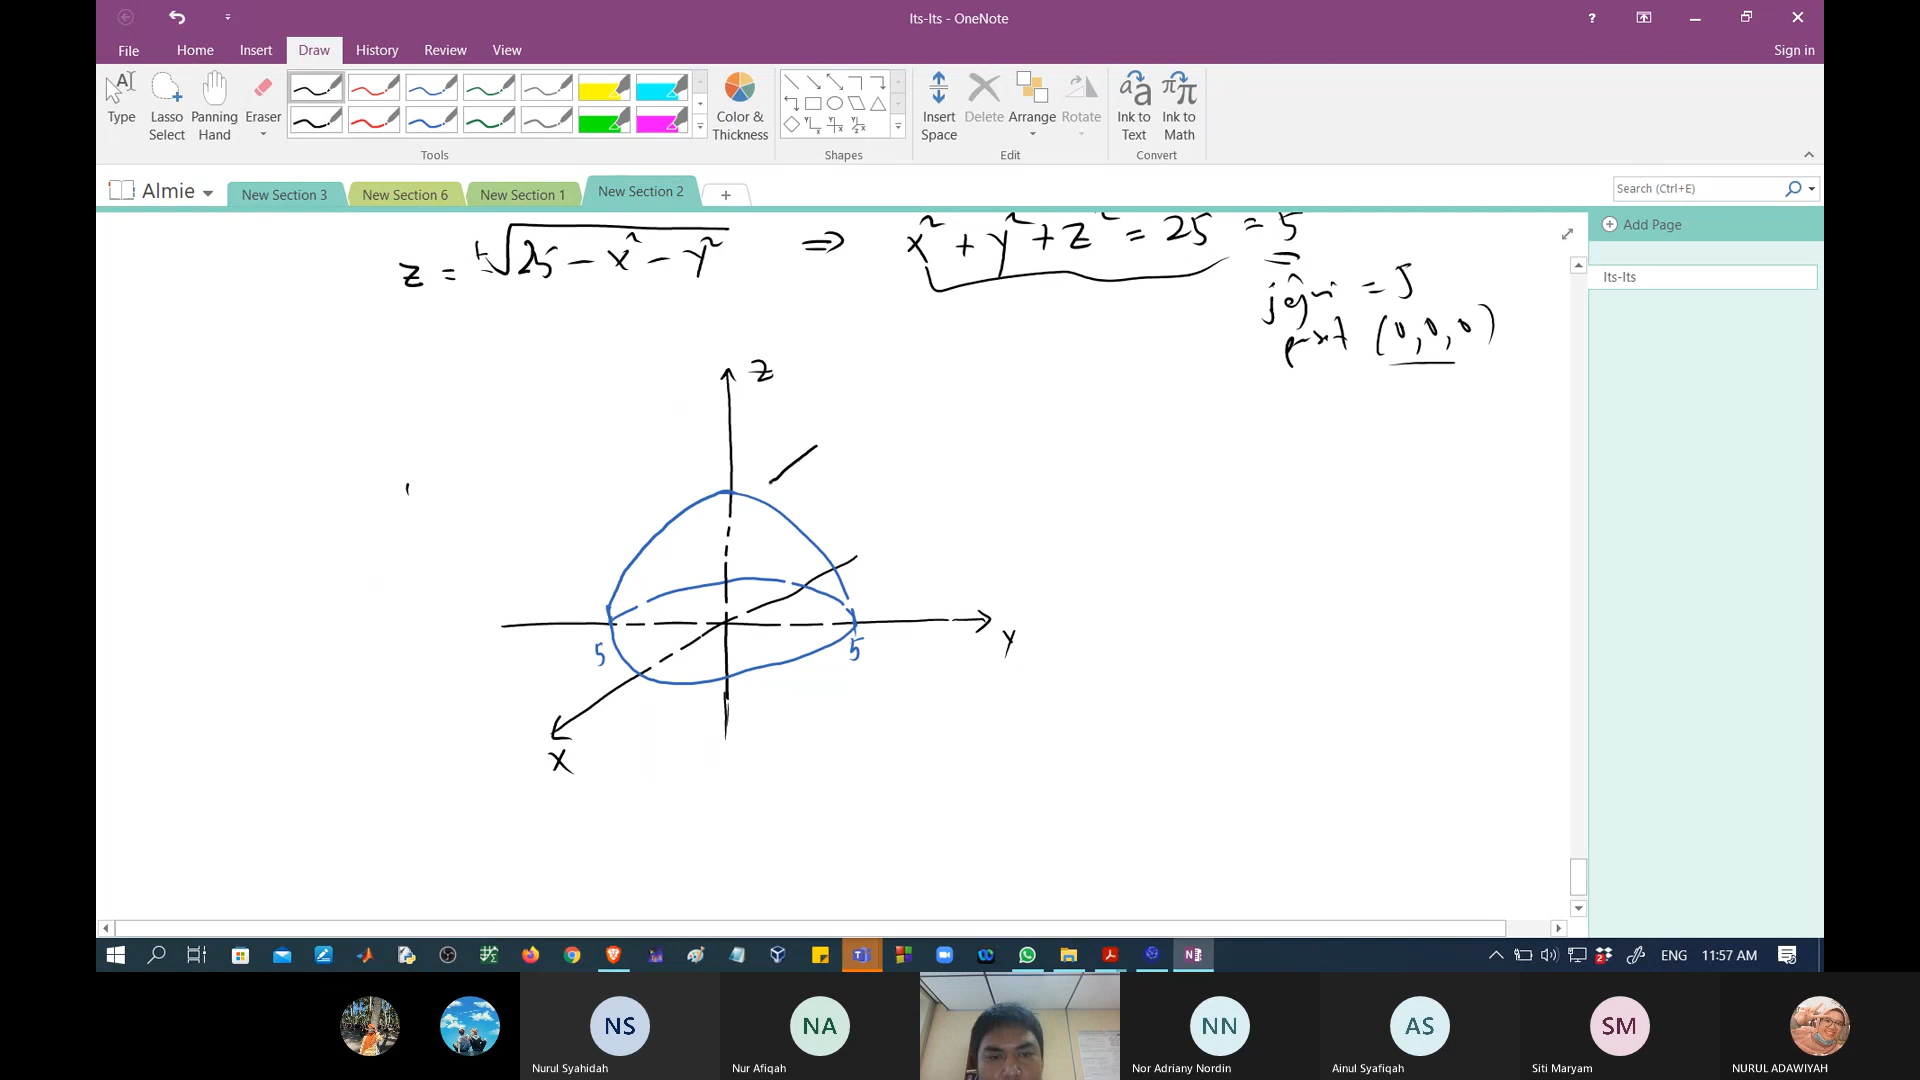 Its-Its - OneNote
?
File Home Insert Draw History Review View
Sign in
Type
Lasso Select
Panning Hand
Eraser
Color & Thickness
Insert Space
Delete
Arrange
Rotate
Ink to Text
Ink to Math
Tools
Shapes
Edit
Convert
Almie
New Section 3
New Section 6
New Section 1
New Section 2
Search (Ctrl+E)
Add Page
Its-Its
z = +√25 - x² - y² ⇒ x² + y² + z² = 25 = 5
= 5
(0,0,0)
z
5
5
y
x
ENG 11:57 AM
NS
NA
NN
AS
SM
Nurul Syahidah
Nur Afiqah
Nor Adriany Nordin
Ainul Syafiqah
Siti Maryam
NURUL ADAWIYAH